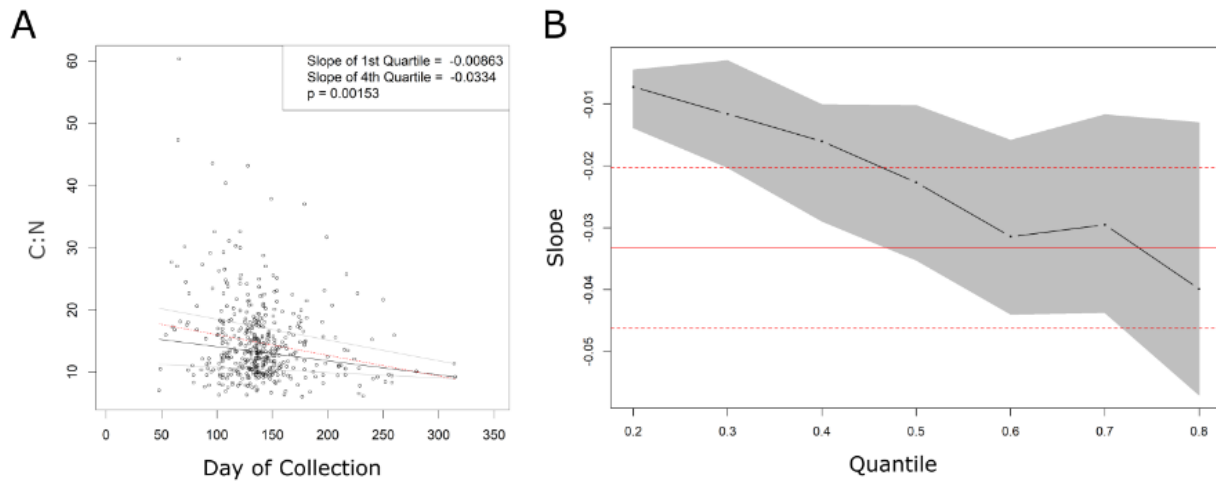 A
B
Slope of 1st Quartile = -0.00863
Slope of 4th Quartile = -0.0334
p = 0.00153
60
50
40
30
20
10
C:N
0 50 100 150 200 250 300 350
Day of Collection
-0.01
-0.02
-0.03
-0.04
-0.05
Slope
0.2 0.3 0.4 0.5 0.6 0.7 0.8
Quantile